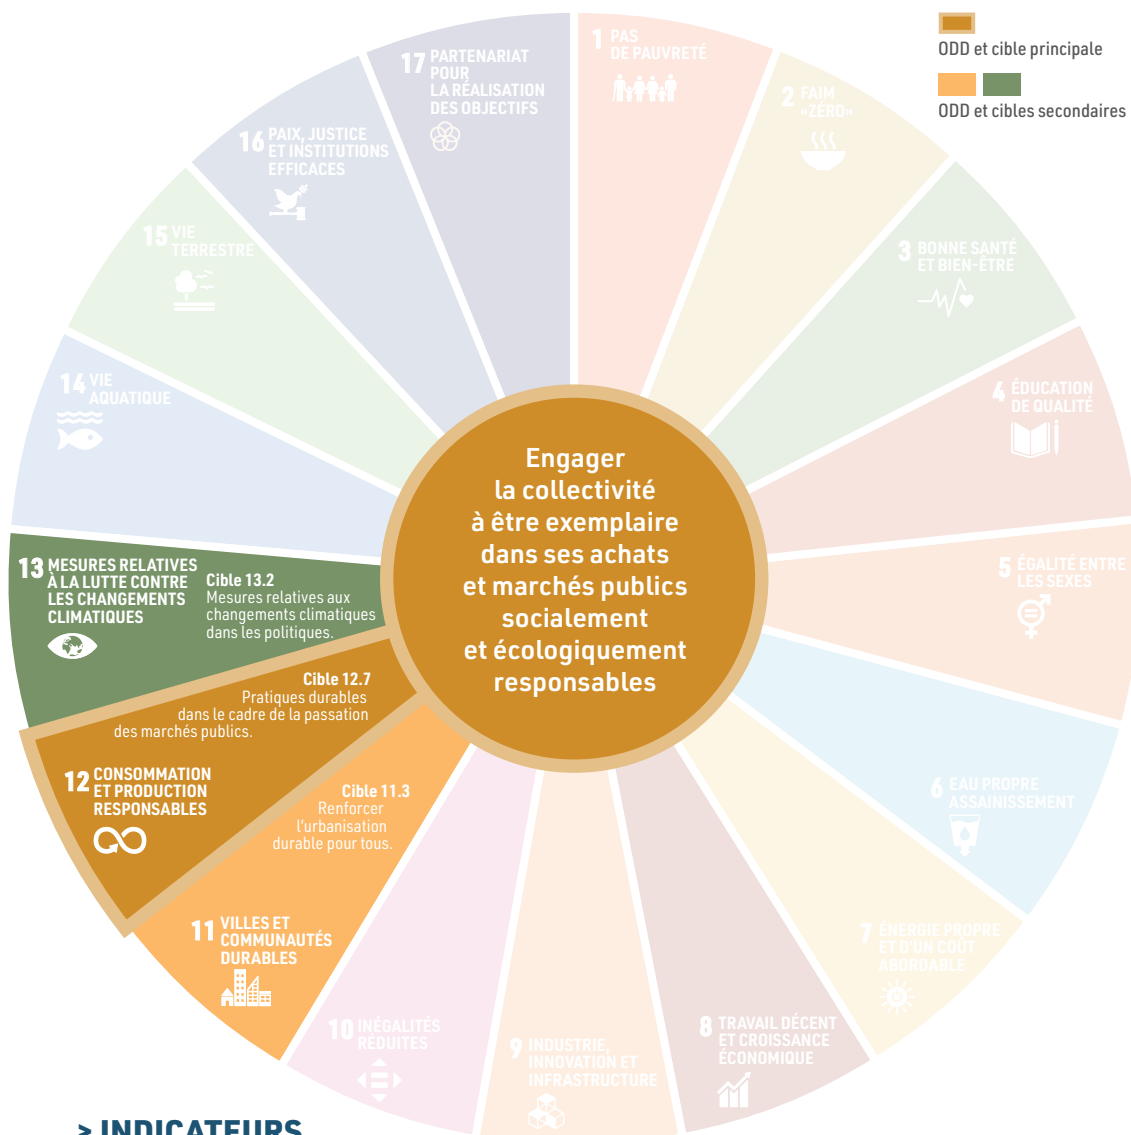 ODD et cible principale
ODD et cibles secondaires
1 PAS
DE PAUVRETÉ
2 FAIM
«ZÉRO»
3 BONNE SANTÉ
ET BIEN-ÊTRE
4 ÉDUCATION
DE QUALITÉ
5 ÉGALITÉ ENTRE
LES SEXES
6 EAU PROPRE
ASSAINISSEMENT
7 ÉNERGIE PROPRE
ET D'UN COÛT
ABORDABLE
8 TRAVAIL DÉCENT
ET CROISSANCE
ÉCONOMIQUE
9 INDUSTRIE,
INNOVATION ET
INFRASTRUCTURE
10 INÉGALITÉS
RÉDUITES
11 VILLES ET
COMMUNAUTÉS
DURABLES
Cible 11.3
Renforcer
l'urbanisation
durable pour tous.
12 CONSOMMATION
ET PRODUCTION
RESPONSABLES
Cible 12.7
Pratiques durables
dans le cadre de la passation
des marchés publics.
13 MESURES RELATIVES
À LA LUTTE CONTRE
LES CHANGEMENTS
CLIMATIQUES
Cible 13.2
Mesures relatives aux
changements climatiques
dans les politiques.
14 VIE
AQUATIQUE
15 VIE
TERRESTRE
16 PAIX, JUSTICE
ET INSTITUTIONS
EFFICACES
17 PARTENARIAT
POUR
LA RÉALISATION
DES OBJECTIFS
Engager
la collectivité
à être exemplaire
dans ses achats
et marchés publics
socialement
et écologiquement
responsables
> INDICATEURS